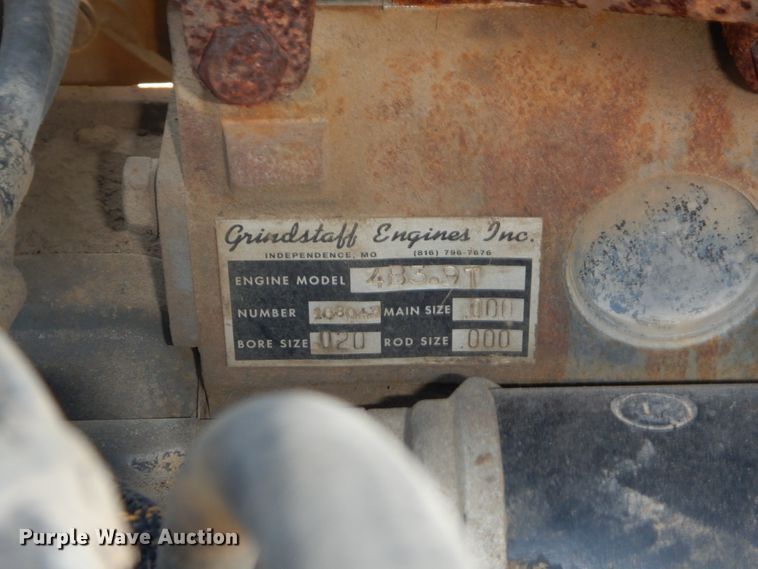 Grindstaff Engines Inc.
INDEPENDENCE, MO (816) 796-7676
ENGINE MODEL 4B3.9T
NUMBER MAIN SIZE .000
BORE SIZE .020 ROD SIZE .000
Purple Wave Auction